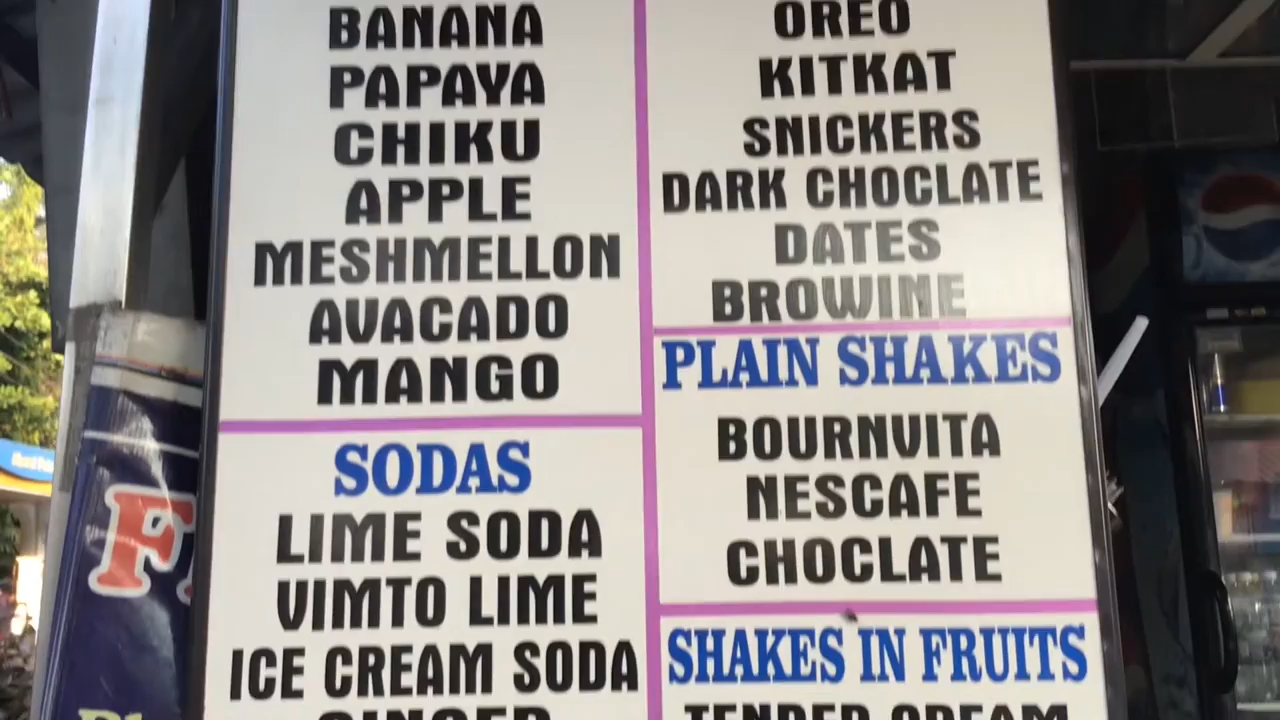 BANANA
PAPAYA
CHIKU
APPLE
MESHMELLON
AVACADO
MANGO
SODAS
LIME SODA
VIMTO LIME
ICE CREAM SODA
GINGER
OREO
KITKAT
SNICKERS
DARK CHOCLATE
DATES
BROWINE
PLAIN SHAKES
BOURNVITA
NESCAFE
CHOCLATE
SHAKES IN FRUITS
TENDER CREAM
F